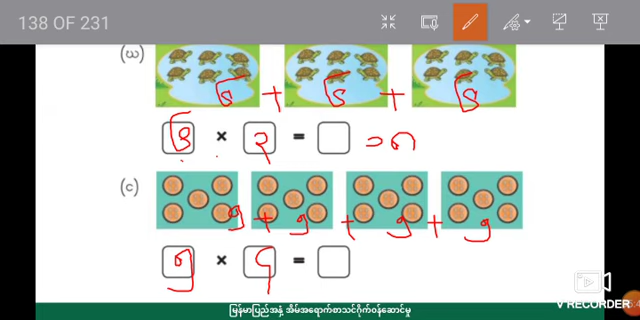 138 OF 231
(ဃ)
၆ + ၆ + ၆
၆ × ၃ = ၁၈
(င)
၅ + ၅ + ၅ + ၅
၅ × ၄ =
V RECORDER
မြန်မာပြည်အနှံ့ အိမ်အရောက်စာသင်ဂိုက်ဝန်ဆောင်မှု